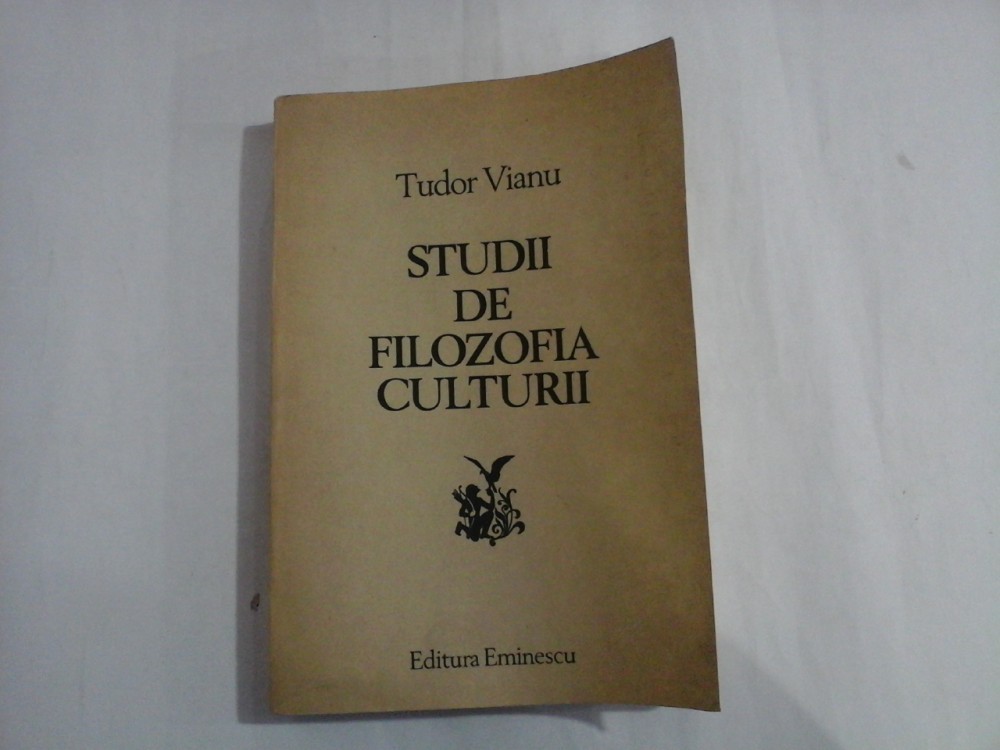 Tudor Vianu
STUDII
DE
FILOZOFIA
CULTURII
Editura Eminescu